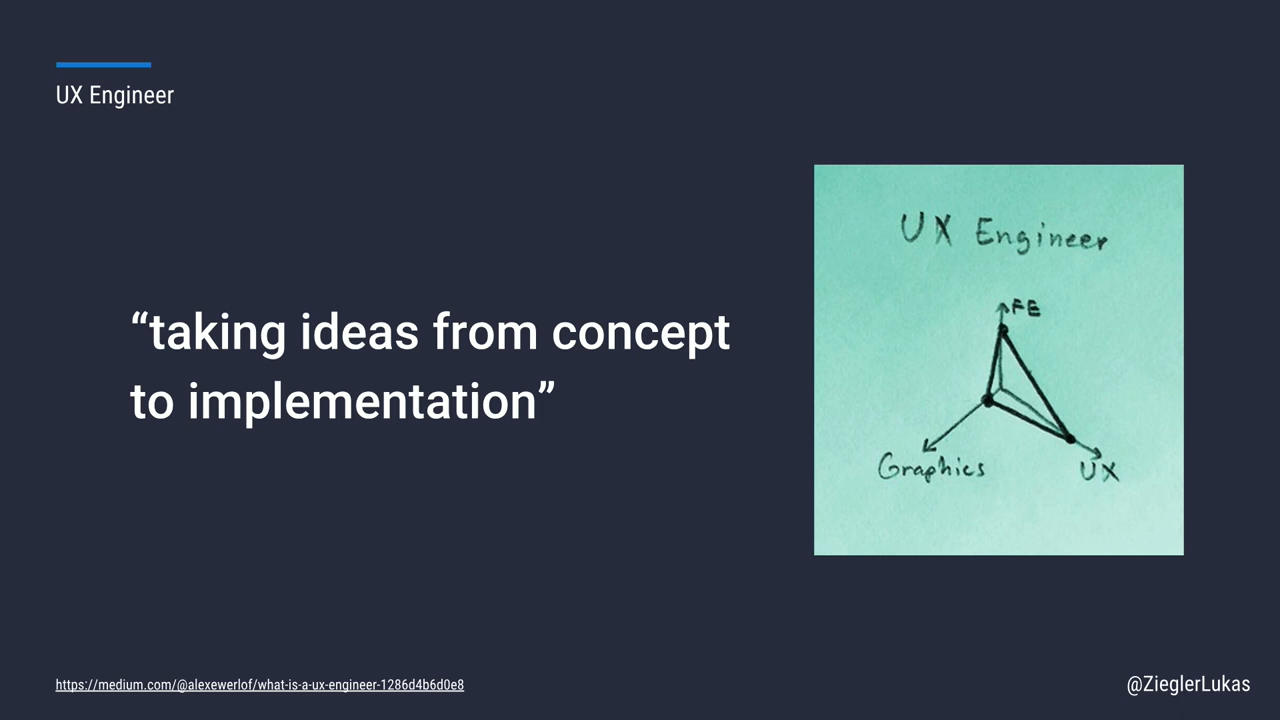 UX Engineer
“taking ideas from concept
to implementation”
UX Engineer
FE
Graphics
UX
https://medium.com/@alexewerlof/what-is-a-ux-engineer-1286d4b6d0e8
@ZieglerLukas